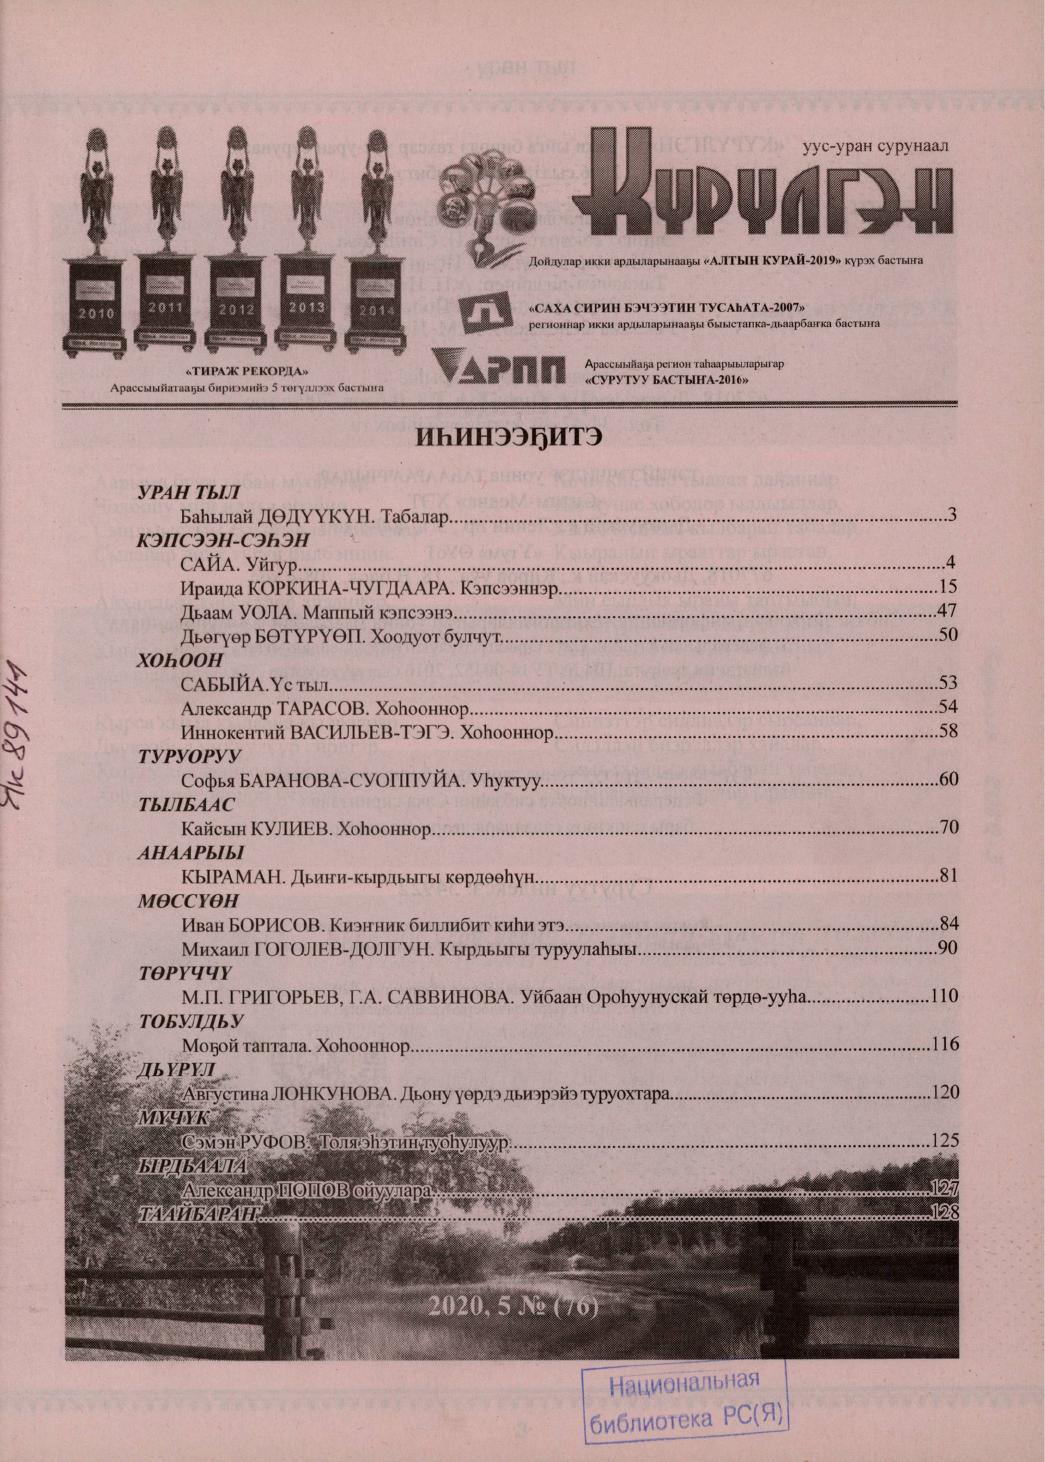 уус-уран сурунаал
КҮРҮЛГЭН
Дойдулар икки ардыларынааҕы «АЛТЫН КУРАЙ-2019» күрэх бастыҥа
2010 2011 2012 2013 2014
«САХА СИРИН БЭЧЭЭТИН ТУСАҺАТА-2007»
регионнар икки ардыларынааҕы быыстапка-дьаарбаҥка бастыҥа
АРПП
Арассыыйаҕа регион таһаарыыларыгар
«СУРУТУУ БАСТЫҤА-2016»
«ТИРАЖ РЕКОРДА»
Арассыыйатааҕы бириэмийэ 5 төгүллээх бастыҥа
ИҺИНЭЭҔИТЭ
УРАН ТЫЛ
Баһылай ДӨДҮҮКҮН. Табалар....3
КЭПСЭЭН-СЭҺЭН
САЙА. Уйгур....4
Ираида КОРКИНА-ЧУГДААРА. Кэпсээннэр....15
Дьаам УОЛА. Маппый кэпсээнэ....47
Дьөгүөр БӨТҮРҮӨП. Хоодуот булчут....50
ХОҺООН
САБЫЙА. Үс тыл....53
Александр ТАРАСОВ. Хоһооннор....54
Иннокентий ВАСИЛЬЕВ-ТЭГЭ. Хоһооннор....58
ТУРУОРУУ
Софья БАРАНОВА-СУОППУЙА. Уһуктуу....60
ТЫЛБААС
Кайсын КУЛИЕВ. Хоһооннор....70
АНААРЫЫ
КЫРАМАН. Дьиҥи-кырдьыгы көрдөөһүн....81
МӨССҮӨН
Иван БОРИСОВ. Киэҥник биллибит киһи этэ....84
Михаил ГОГОЛЕВ-ДОЛГУН. Кырдьыгы туруулаһыы....90
ТӨРҮЧЧҮ
М.П. ГРИГОРЬЕВ, Г.А. САВВИНОВА. Уйбаан Ороһуунускай төрдө-ууһа....110
ТОБУЛДЬУ
Моҕой таптала. Хоһооннор....116
ДЬҮРҮЛ
Августина ЛОНКУНОВА. Дьону үөрдэ дьиэрэйэ туруохтара....120
МҮЧҮК
Сэмэн РУФОВ. Толя эһэтин туоһулуур....125
ЫРДЬААЛА
Александр ПОПОВ ойуулара....127
ТААЙБАРАҤ....128
2020, 5 № (76)
Национальная
библиотека РС(Я)
Як 89141